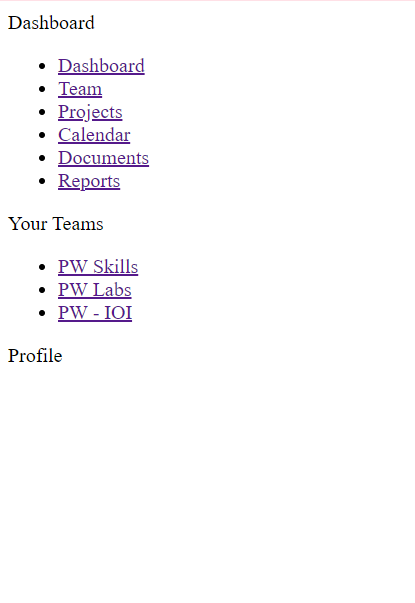 Dashboard
Dashboard
Team
Projects
Calendar
Documents
Reports
Your Teams
PW Skills
PW Labs
PW - IOI
Profile